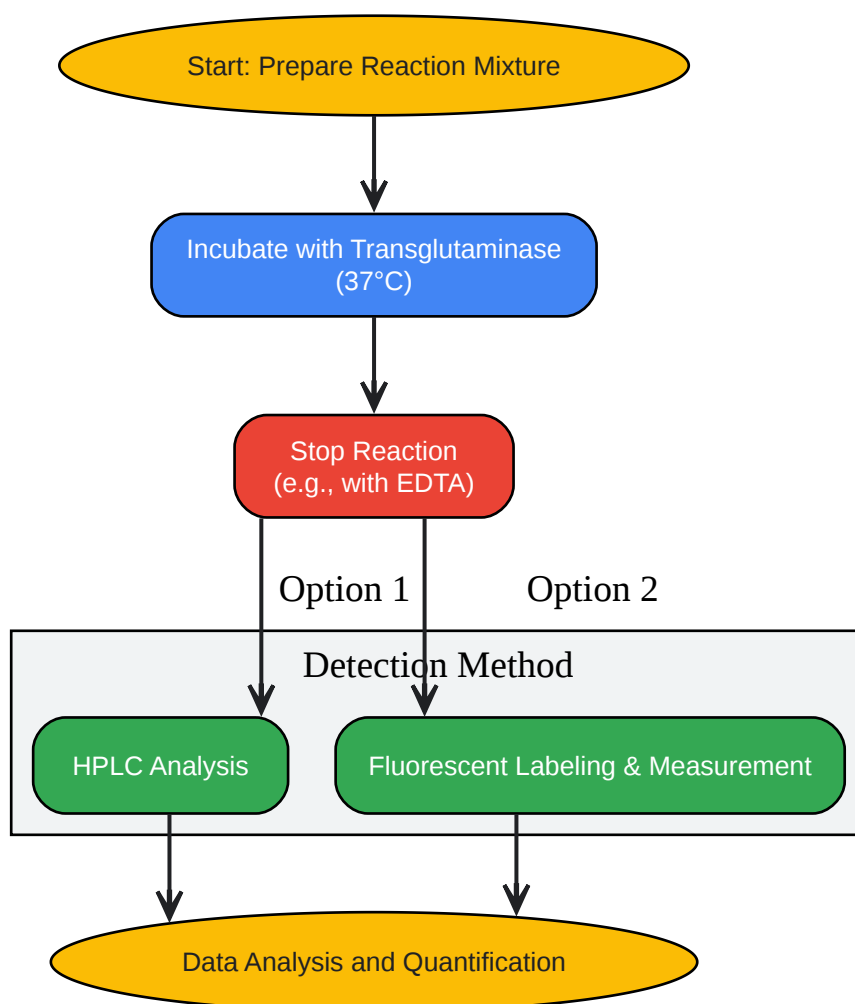 Start: Prepare Reaction Mixture
Incubate with Transglutaminase
(37°C)
Stop Reaction
(e.g., with EDTA)
Option 1
Option 2
Detection Method
HPLC Analysis
Fluorescent Labeling & Measurement
Data Analysis and Quantification